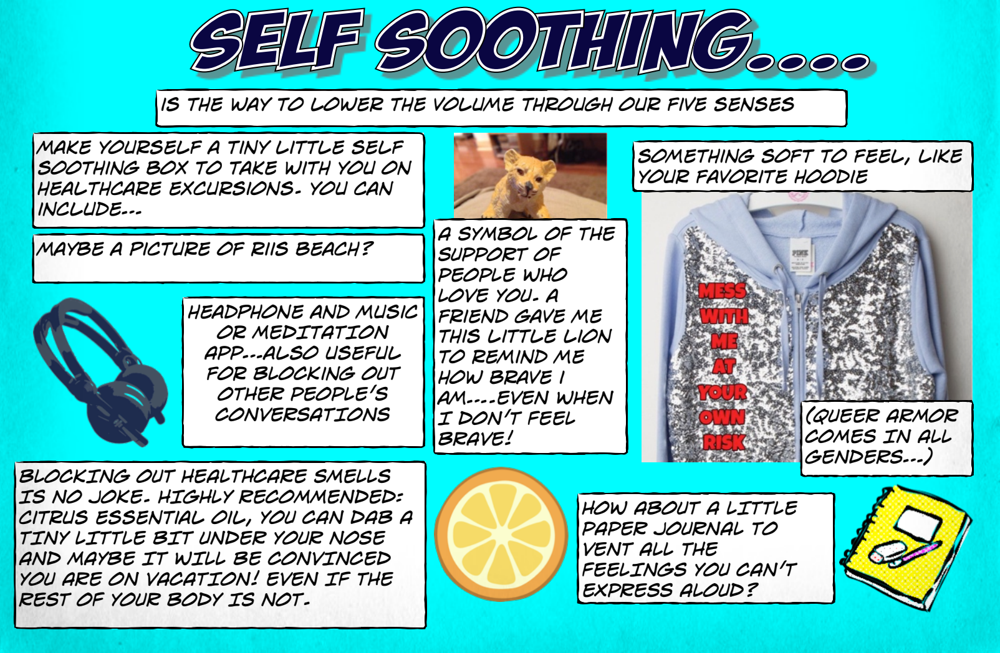 SELF SOOTHING....
IS THE WAY TO LOWER THE VOLUME THROUGH OUR FIVE SENSES
MAKE YOURSELF A TINY LITTLE SELF
SOOTHING BOX TO TAKE WITH YOU ON
HEALTHCARE EXCURSIONS. YOU CAN
INCLUDE...
MAYBE A PICTURE OF RIIS BEACH?
HEADPHONE AND MUSIC
OR MEDITATION
APP...ALSO USEFUL
FOR BLOCKING OUT
OTHER PEOPLE'S
CONVERSATIONS
A SYMBOL OF THE
SUPPORT OF
PEOPLE WHO
LOVE YOU. A
FRIEND GAVE ME
THIS LITTLE LION
TO REMIND ME
HOW BRAVE I
AM....EVEN WHEN
I DON'T FEEL
BRAVE!
SOMETHING SOFT TO FEEL, LIKE
YOUR FAVORITE HOODIE
PINK
MESS
WITH
ME
AT
YOUR
OWN
RISK
(QUEER ARMOR
COMES IN ALL
GENDERS...)
BLOCKING OUT HEALTHCARE SMELLS
IS NO JOKE. HIGHLY RECOMMENDED:
CITRUS ESSENTIAL OIL, YOU CAN DAB A
TINY LITTLE BIT UNDER YOUR NOSE
AND MAYBE IT WILL BE CONVINCED
YOU ARE ON VACATION! EVEN IF THE
REST OF YOUR BODY IS NOT.
HOW ABOUT A LITTLE
PAPER JOURNAL TO
VENT ALL THE
FEELINGS YOU CAN'T
EXPRESS ALOUD?